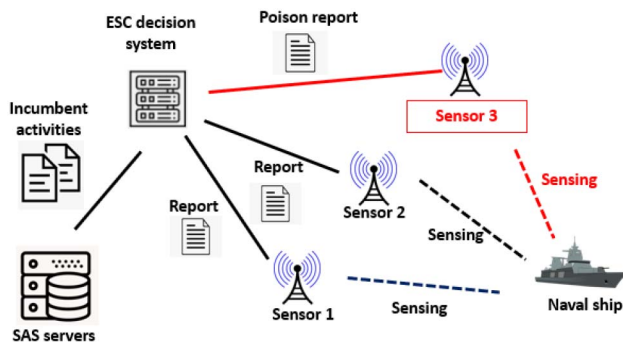 ESC decision
system
Poison report
Incumbent
activities
Sensor 3
Report
Sensing
Report
Sensor 2
Sensing
Sensor 1
Sensing
Naval ship
SAS servers